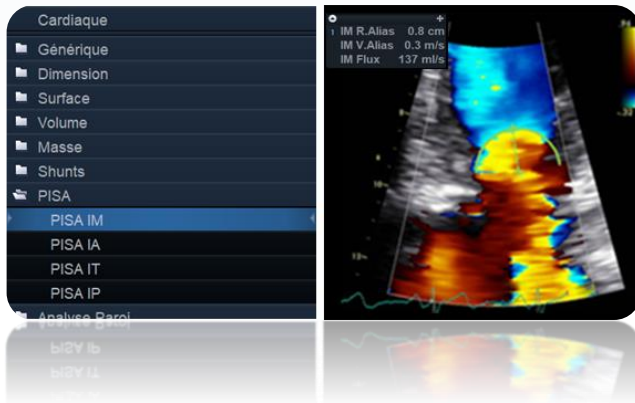 Cardiaque
Générique
Dimension
Surface
Volume
Masse
Shunts
PISA
PISA IM
PISA IA
PISA IT
PISA IP
Analyse Paroi
1 IM R.Alias 0.8 cm
IM V.Alias 0.3 m/s
IM Flux 137 ml/s